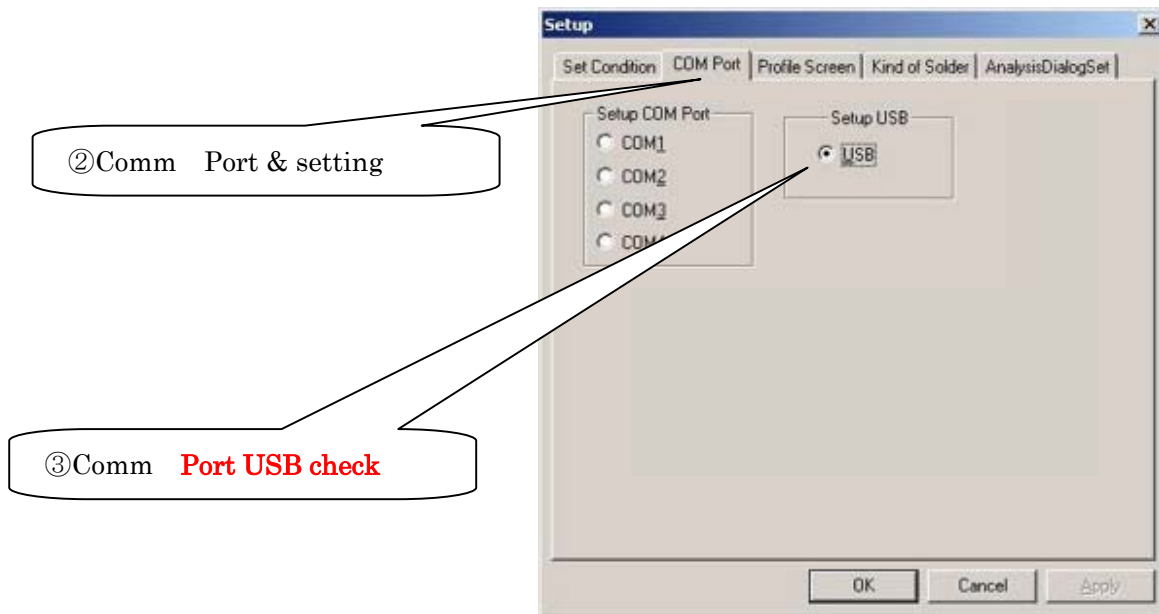 Setup
Set Condition COM Port Profile Screen Kind of Solder AnalysisDialogSet
Setup COM Port
COM1
COM2
COM3
Setup USB
USB
②Comm Port & setting
③Comm Port USB check
OK Cancel Apply